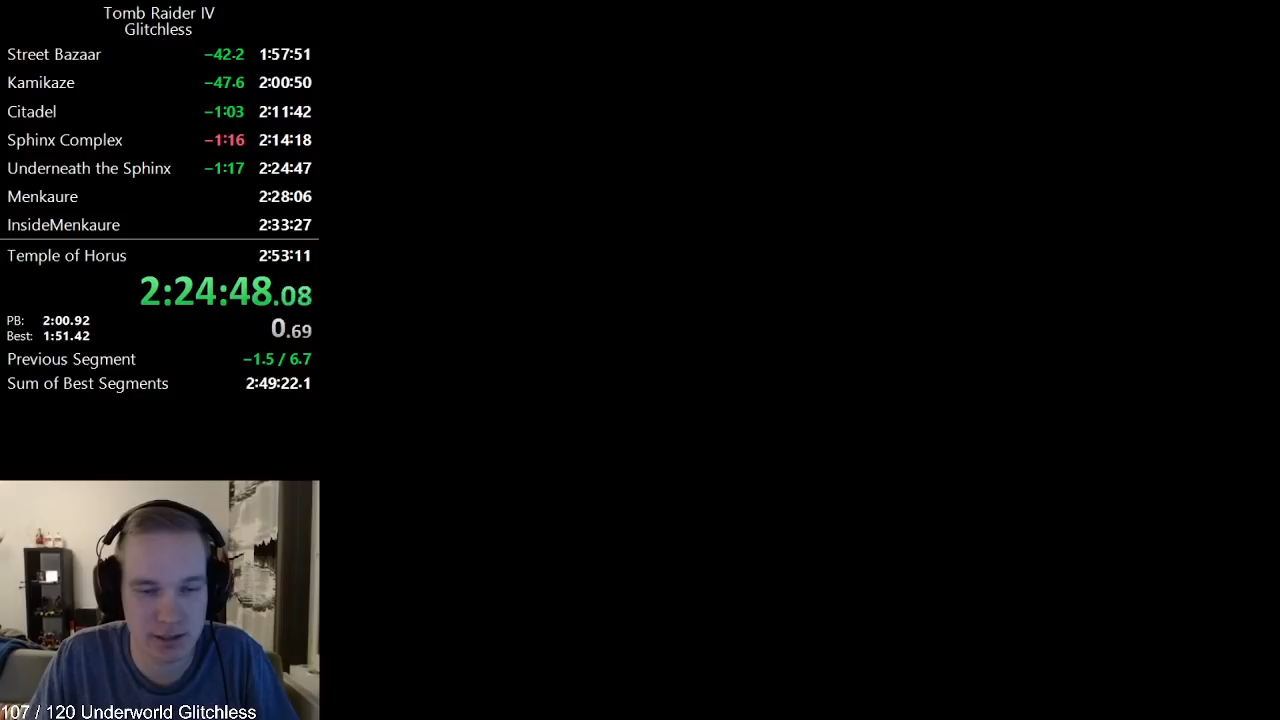 Tomb Raider IV
Glitchless
Street Bazaar −42.2 1:57:51
Kamikaze −47.6 2:00:50
Citadel −1:03 2:11:42
Sphinx Complex −1:16 2:14:18
Underneath the Sphinx −1:17 2:24:47
Menkaure 2:28:06
InsideMenkaure 2:33:27
Temple of Horus 2:53:11
2:24:48.08
PB: 2:00.92
0.69
Best: 1:51.42
Previous Segment −1.5 / 6.7
Sum of Best Segments 2:49:22.1
107 / 120 Underworld Glitchless